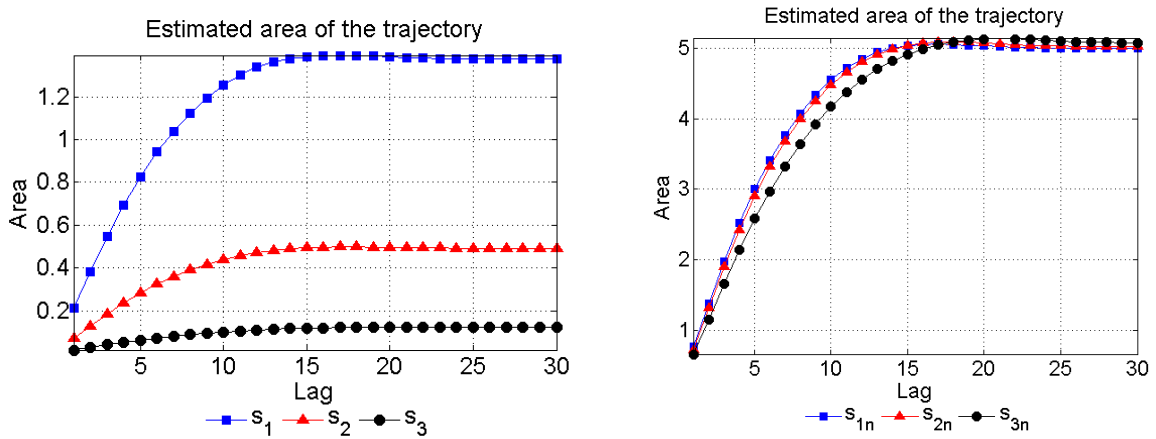 Estimated area of the trajectory
Area
1.2
1
0.8
0.6
0.4
0.2
5 10 15 20 25 30
Lag
s1 s2 s3
Estimated area of the trajectory
Area
5
4
3
2
1
5 10 15 20 25 30
Lag
s1n s2n s3n